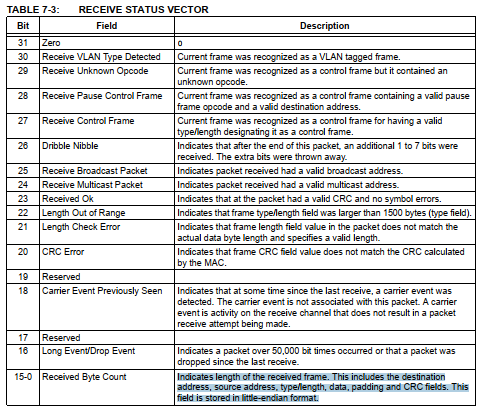 TABLE 7-3: RECEIVE STATUS VECTOR
Bit Field Description
31 Zero 0
30 Receive VLAN Type Detected Current frame was recognized as a VLAN tagged frame.
29 Receive Unknown Opcode Current frame was recognized as a control frame but it contained an
unknown opcode.
28 Receive Pause Control Frame Current frame was recognized as a control frame containing a valid pause
frame opcode and a valid destination address.
27 Receive Control Frame Current frame was recognized as a control frame for having a valid
type/length designating it as a control frame.
26 Dribble Nibble Indicates that after the end of this packet, an additional 1 to 7 bits were
received. The extra bits were thrown away.
25 Receive Broadcast Packet Indicates packet received had a valid broadcast address.
24 Receive Multicast Packet Indicates packet received had a valid multicast address.
23 Received Ok Indicates that at the packet had a valid CRC and no symbol errors.
22 Length Out of Range Indicates that frame type/length field was larger than 1500 bytes (type field).
21 Length Check Error Indicates that frame length field value in the packet does not match the
actual data byte length and specifies a valid length.
20 CRC Error Indicates that frame CRC field value does not match the CRC calculated
by the MAC.
19 Reserved
18 Carrier Event Previously Seen Indicates that at some time since the last receive, a carrier event was
detected. The carrier event is not associated with this packet. A carrier
event is activity on the receive channel that does not result in a packet
receive attempt being made.
17 Reserved
16 Long Event/Drop Event Indicates a packet over 50,000 bit times occurred or that a packet was
dropped since the last receive.
15-0 Received Byte Count Indicates length of the received frame. This includes the destination
address, source address, type/length, data, padding and CRC fields. This
field is stored in little-endian format.